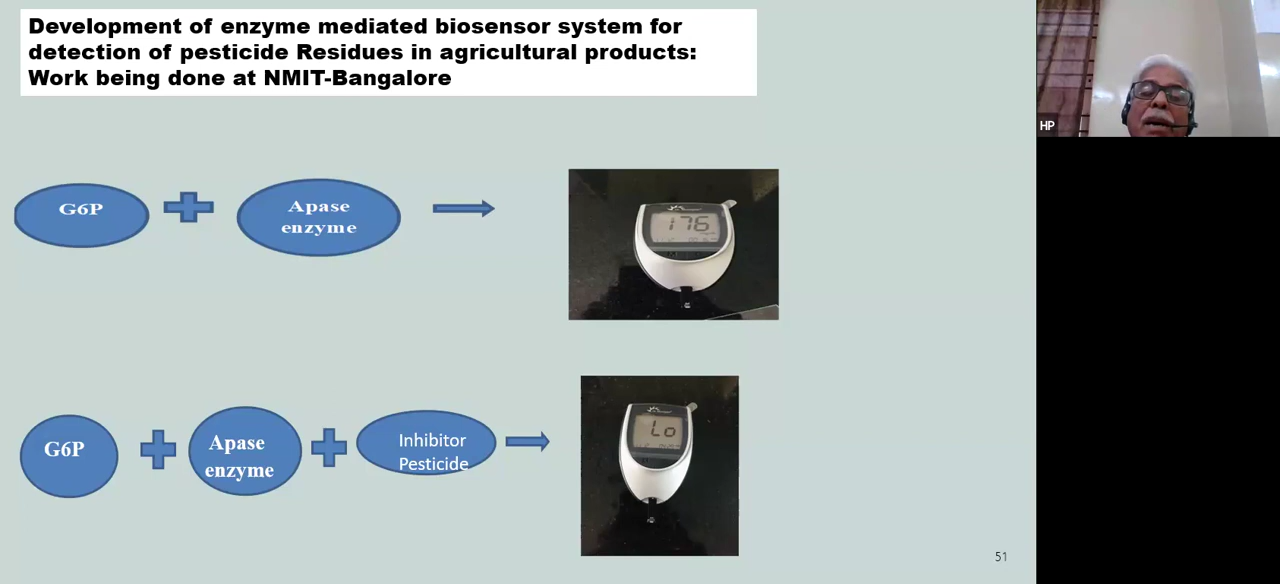 Development of enzyme mediated biosensor system for
detection of pesticide Residues in agricultural products:
Work being done at NMIT-Bangalore
HP
G6P
Apase
enzyme
176
G6P
Apase
enzyme
Inhibitor
Pesticide
Lo
51